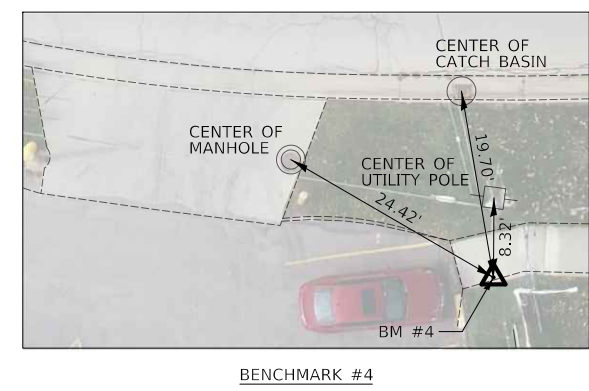 CENTER OF
CATCH BASIN
CENTER OF
MANHOLE
19.70'
CENTER OF
UTILITY POLE
24.42'
8.32'
BM #4
BENCHMARK #4